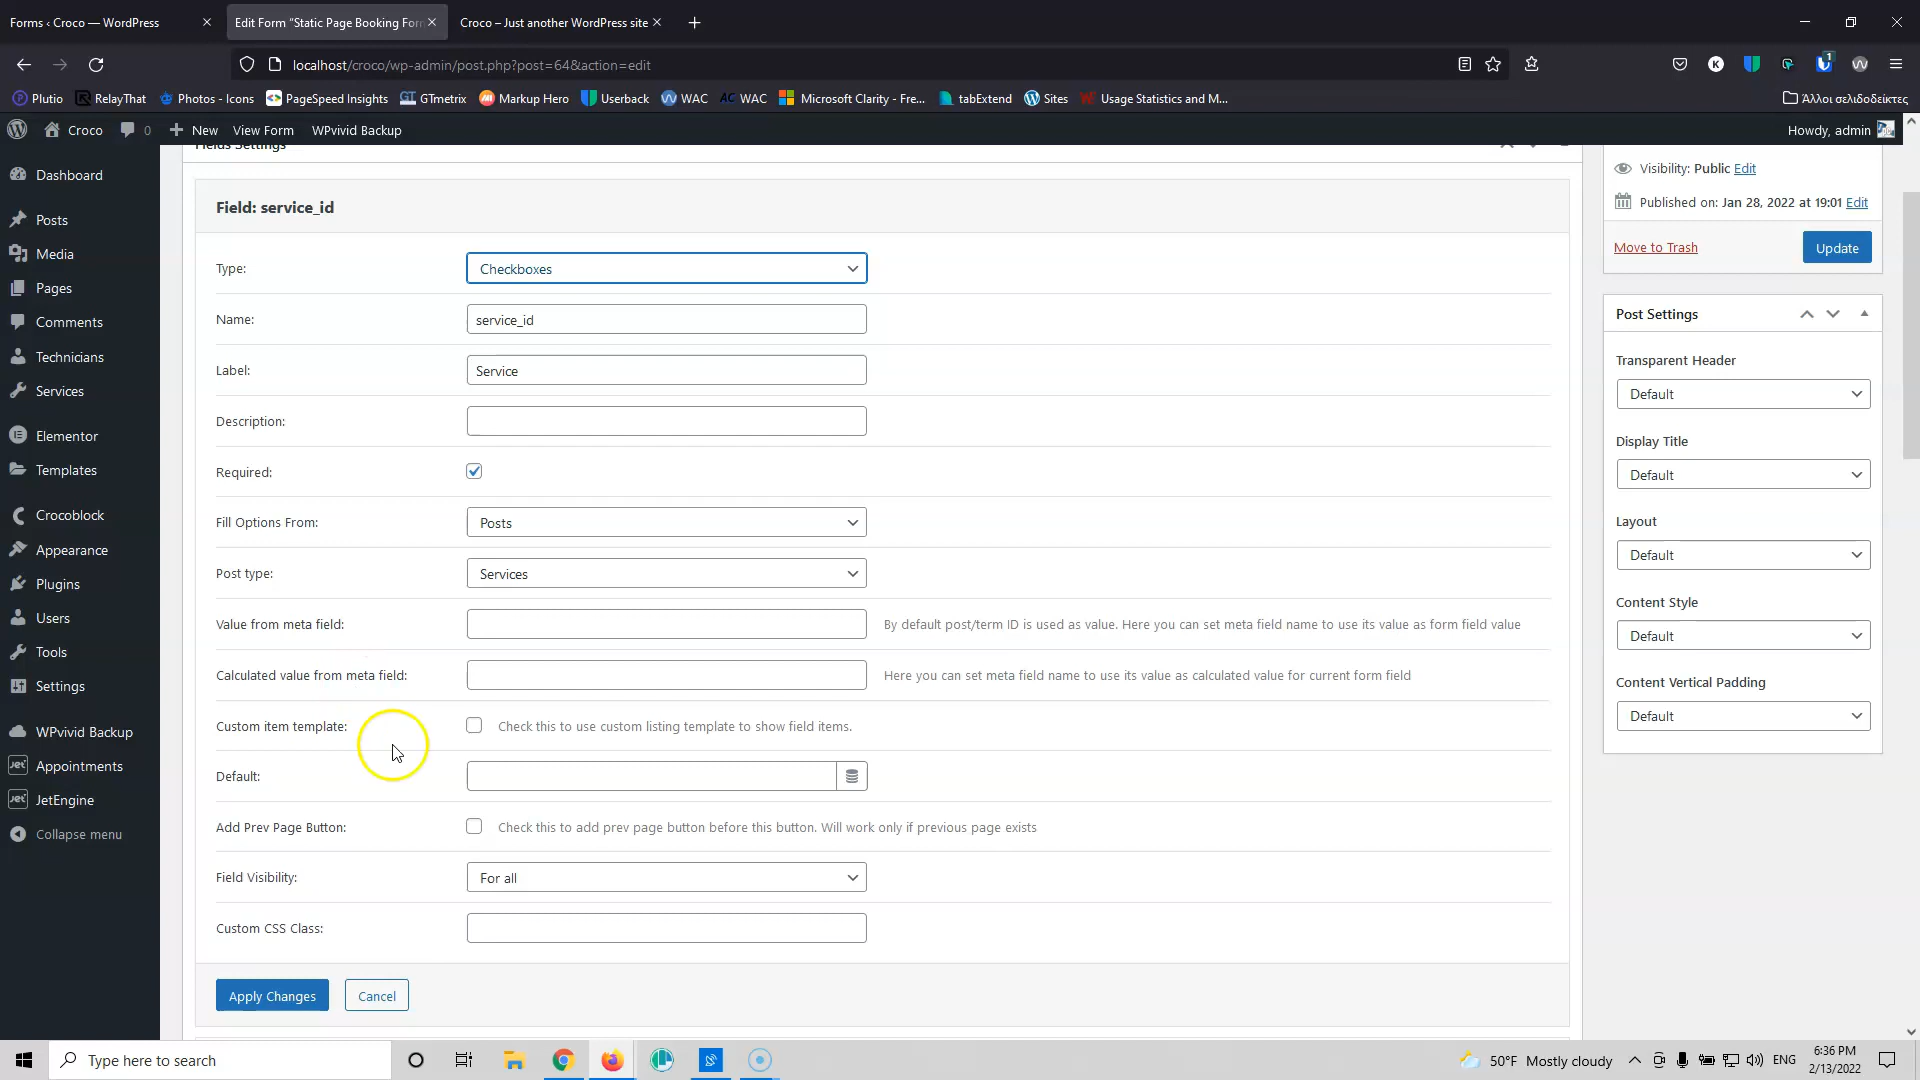 Forms ‹ Croco — WordPress
Edit Form "Static Page Booking For
Croco – Just another WordPress site
localhost/croco/wp-admin/post.php?post=64&action=edit
Plutio
RelayThat
Photos - Icons
PageSpeed Insights
GTmetrix
Markup Hero
Userback
WAC
WAC
Microsoft Clarity - Fre...
tabExtend
Sites
Usage Statistics and M...
Άλλοι σελιδοδείκτες
Croco
0
New
View Form
WPvivid Backup
Howdy, admin
Dashboard
Posts
Media
Pages
Comments
Technicians
Services
Elementor
Templates
Crocoblock
Appearance
Plugins
Users
Tools
Settings
WPvivid Backup
Appointments
JetEngine
Collapse menu
Fields Settings
Field: service_id
Type:
Checkboxes
Name:
service_id
Label:
Service
Description:
Required:
Fill Options From:
Posts
Post type:
Services
Value from meta field:
By default post/term ID is used as value. Here you can set meta field name to use its value as form field value
Calculated value from meta field:
Here you can set meta field name to use its value as calculated value for current form field
Custom item template:
Check this to use custom listing template to show field items.
Default:
Add Prev Page Button:
Check this to add prev page button before this button. Will work only if previous page exists
Field Visibility:
For all
Custom CSS Class:
Apply Changes
Cancel
Visibility: Public Edit
Published on: Jan 28, 2022 at 19:01 Edit
Move to Trash
Update
Post Settings
Transparent Header
Default
Display Title
Default
Layout
Default
Content Style
Default
Content Vertical Padding
Default
Type here to search
50°F Mostly cloudy
ENG
6:36 PM
2/13/2022